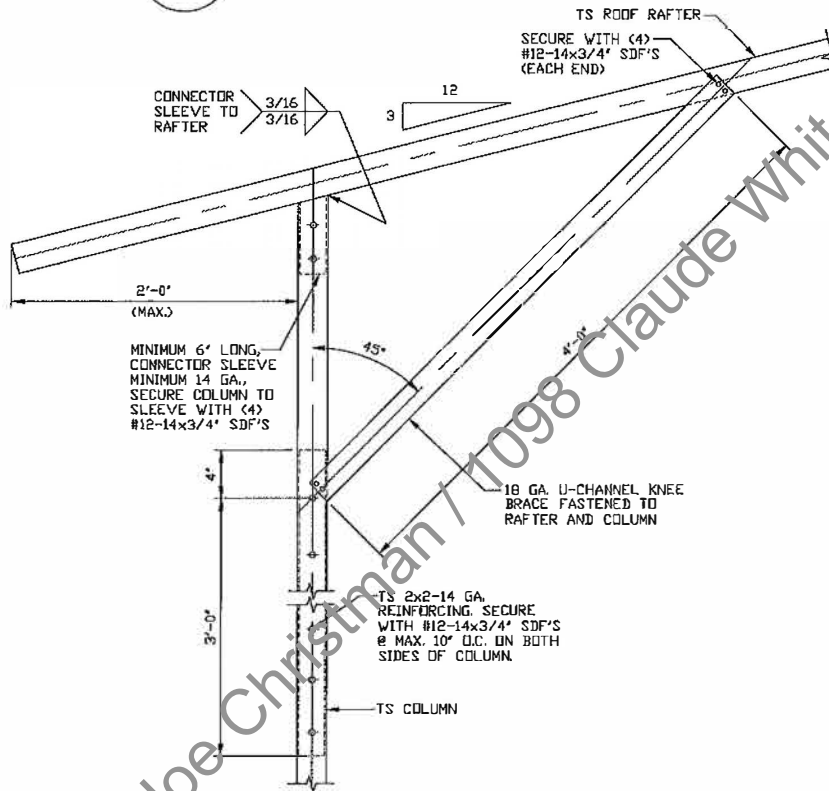 TS ROOF RAFTER
SECURE WITH (4)
#12-14x3/4" SDF'S
(EACH END)
12
3
CONNECTOR
SLEEVE TO
RAFTER
3/16
3/16
2'-0"
(MAX.)
MINIMUM 6" LONG,
CONNECTOR SLEEVE
MINIMUM 14 GA.,
SECURE COLUMN TO
SLEEVE WITH (4)
#12-14x3/4" SDF'S
45°
4'-0"
4"
18 GA. U-CHANNEL KNEE
BRACE FASTENED TO
RAFTER AND COLUMN
3'-0"
TS 2x2-14 GA.
REINFORCING. SECURE
WITH #12-14x3/4" SDF'S
@ MAX. 10" O.C. ON BOTH
SIDES OF COLUMN.
TS COLUMN
Joe Christman / 1098 Claude Whit